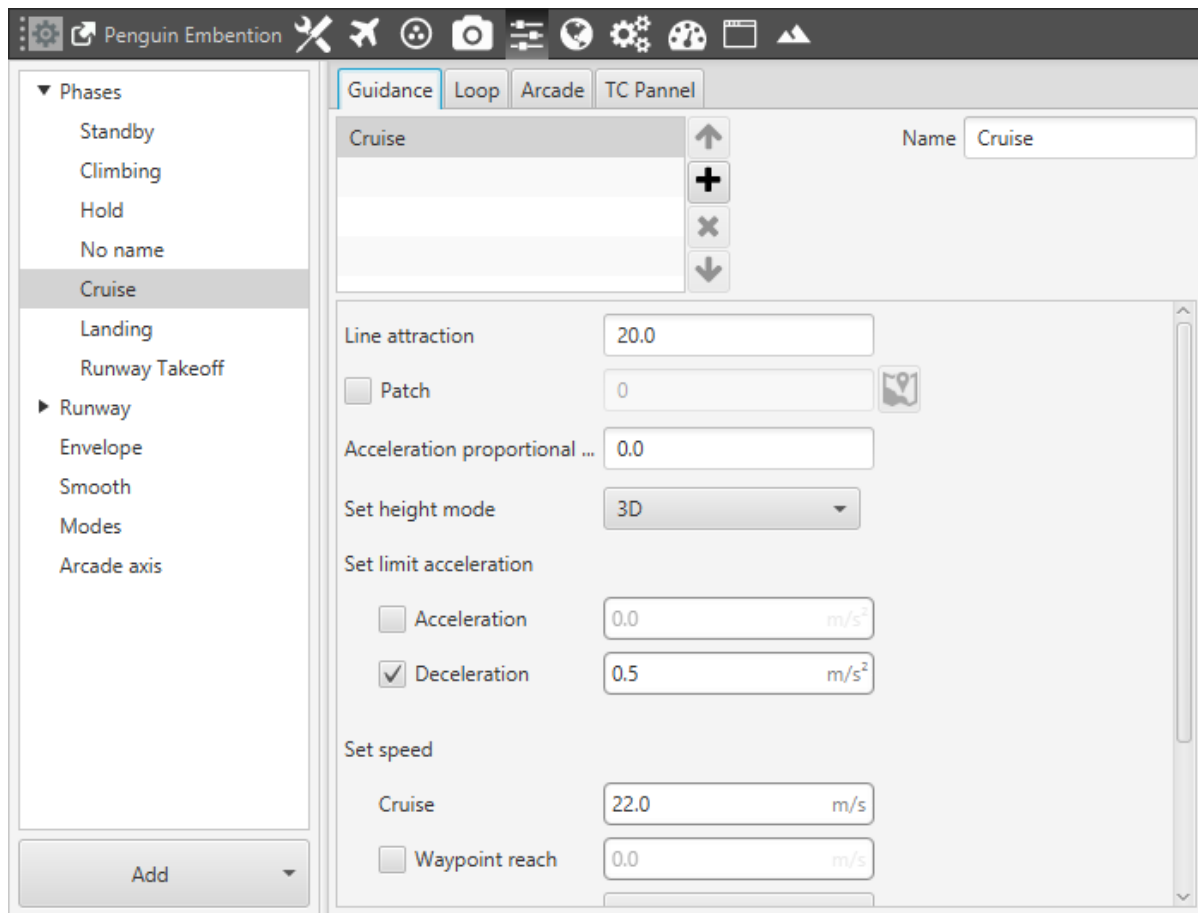 Penguin Embention
Phases
Standby
Climbing
Hold
No name
Cruise
Landing
Runway Takeoff
Runway
Envelope
Smooth
Modes
Arcade axis
Add
Guidance Loop Arcade TC Pannel
Cruise
Name Cruise
Line attraction 20.0
Patch 0
Acceleration proportional ... 0.0
Set height mode 3D
Set limit acceleration
Acceleration 0.0 m/s²
Deceleration 0.5 m/s²
Set speed
Cruise 22.0 m/s
Waypoint reach 0.0 m/s